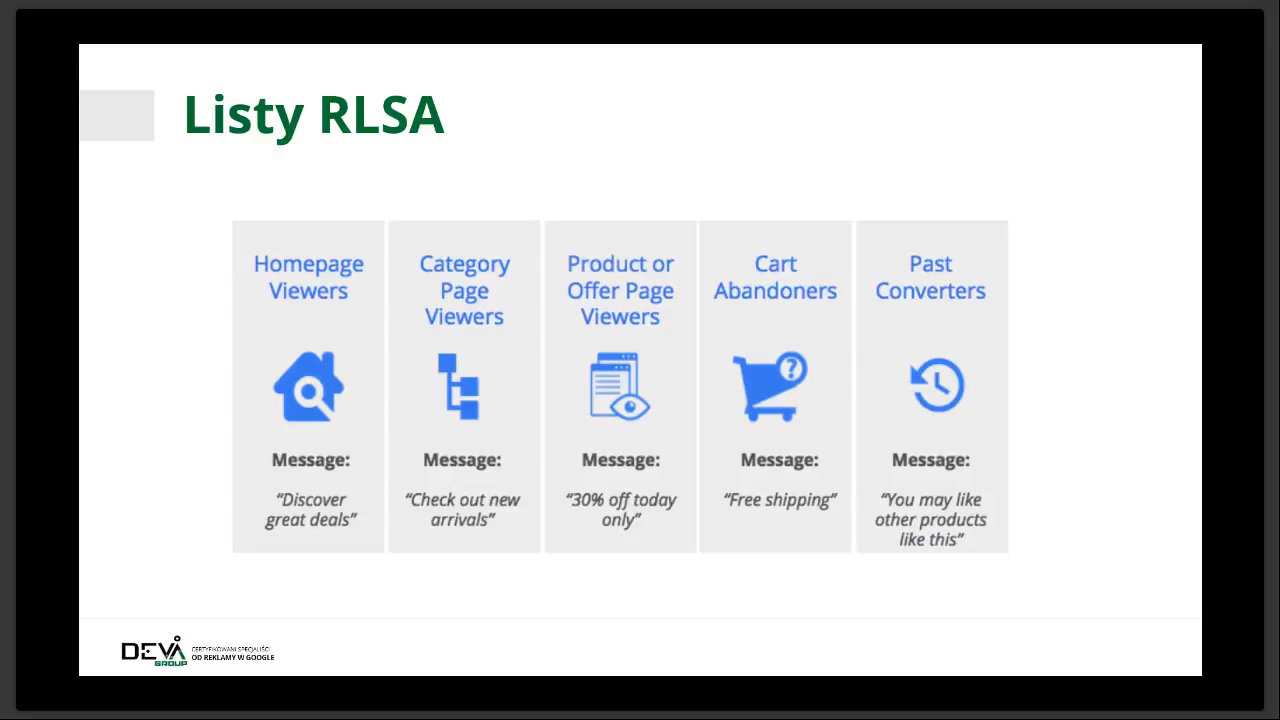 Listy RLSA
Homepage
Viewers
Message:
“Discover
great deals”
Category
Page
Viewers
Message:
“Check out new
arrivals”
Product or
Offer Page
Viewers
Message:
“30% off today
only”
Cart
Abandoners
?
Message:
“Free shipping”
Past
Converters
Message:
“You may like
other products
like this”
DEVA
GROUP
CERTYFIKOWANI SPECJALIŚCI
OD REKLAMY W GOOGLE